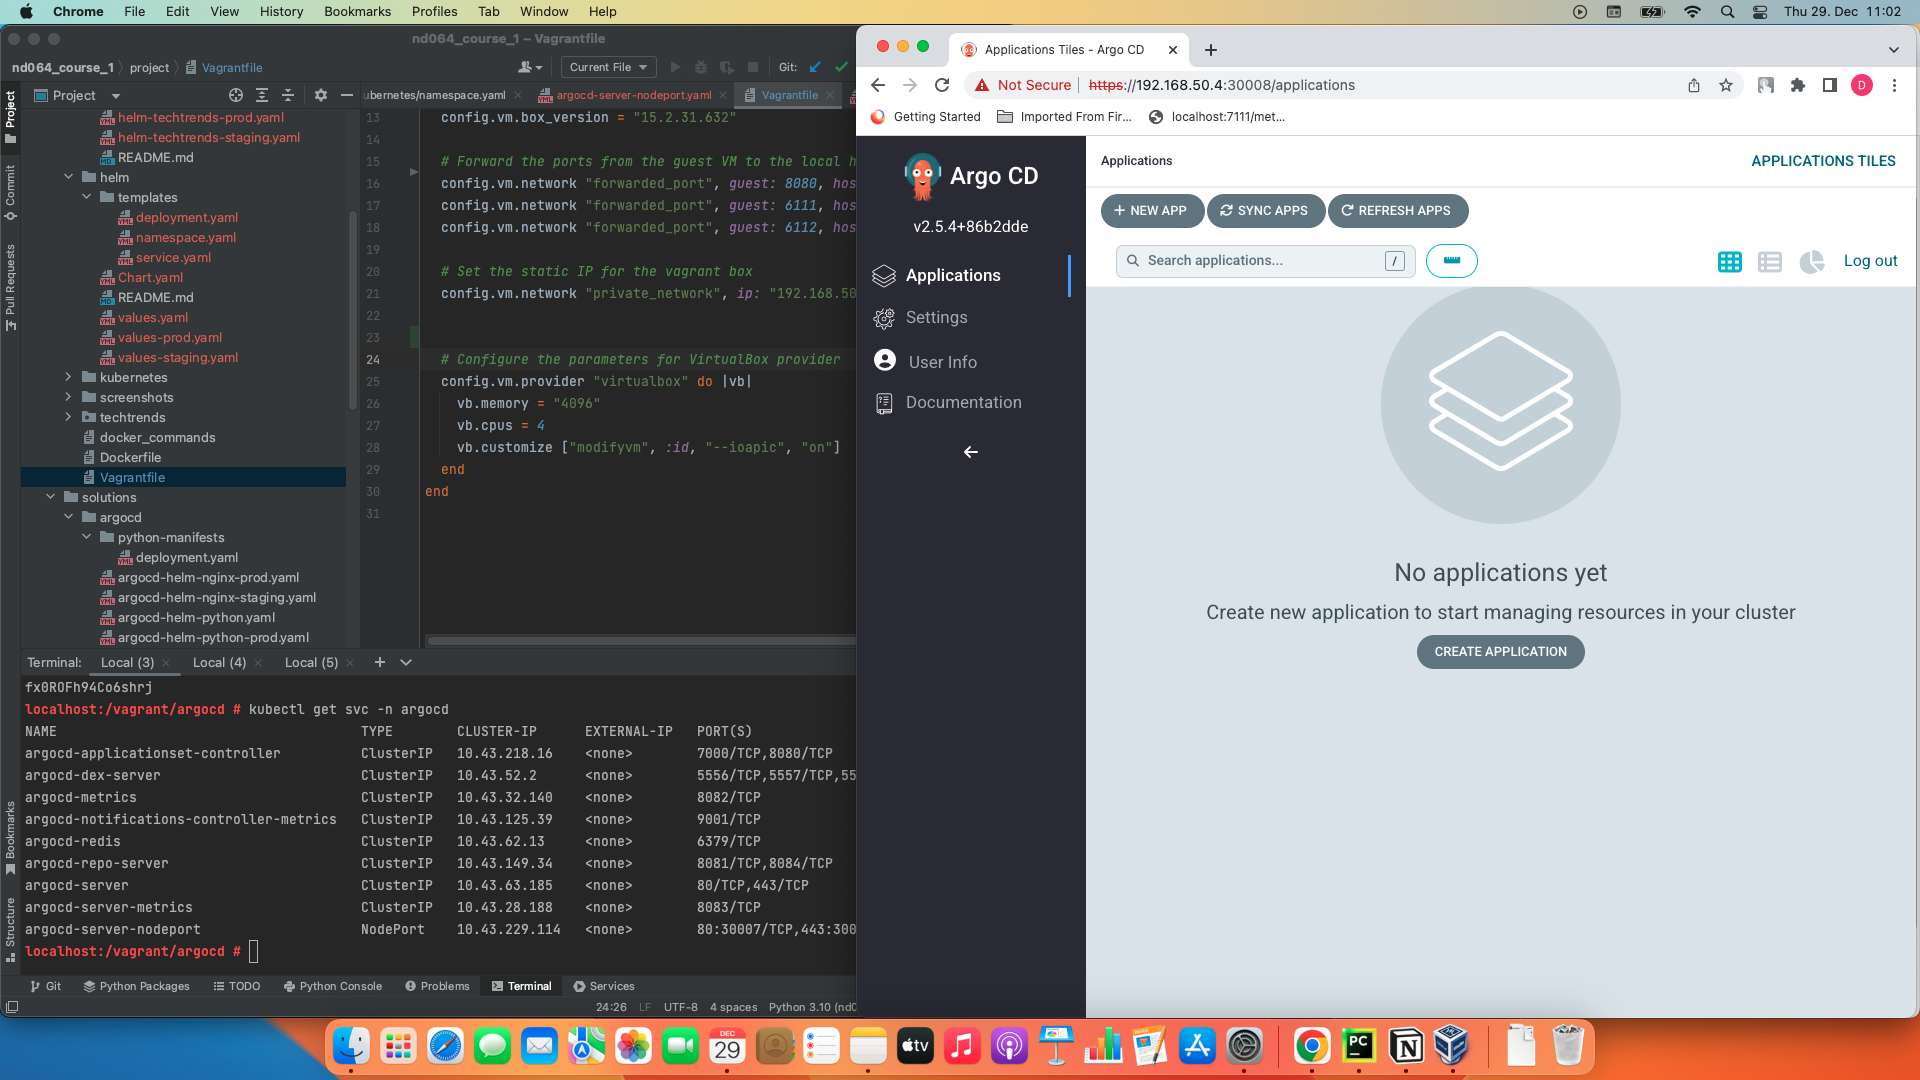 Chrome File Edit View History Bookmarks Profiles Tab Window Help
Thu 29. Dec 11:02
nd064_course_1 – Vagrantfile
nd064_course_1 project Vagrantfile
Current File
Git:
Project
ubernetes/namespace.yaml
argocd-server-nodeport.yaml
Vagrantfile
Project
Commit
Pull Requests
Bookmarks
Structure
helm-techtrends-prod.yaml
helm-techtrends-staging.yaml
README.md
helm
templates
deployment.yaml
namespace.yaml
service.yaml
Chart.yaml
README.md
values.yaml
values-prod.yaml
values-staging.yaml
kubernetes
screenshots
techtrends
docker_commands
Dockerfile
Vagrantfile
solutions
argocd
python-manifests
deployment.yaml
argocd-helm-nginx-prod.yaml
argocd-helm-nginx-staging.yaml
argocd-helm-python.yaml
argocd-helm-python-prod.yaml
13 config.vm.box_version = "15.2.31.632"
14
15 # Forward the ports from the guest VM to the local h
16 config.vm.network "forwarded_port", guest: 8080, hos
17 config.vm.network "forwarded_port", guest: 6111, hos
18 config.vm.network "forwarded_port", guest: 6112, hos
19
20 # Set the static IP for the vagrant box
21 config.vm.network "private_network", ip: "192.168.50
22
23
24 # Configure the parameters for VirtualBox provider
25 config.vm.provider "virtualbox" do |vb|
26 vb.memory = "4096"
27 vb.cpus = 4
28 vb.customize ["modifyvm", :id, "--ioapic", "on"]
29 end
30 end
31
Terminal: Local (3) Local (4) Local (5)
fx0ROFh94Co6shrj
localhost:/vagrant/argocd # kubectl get svc -n argocd
NAME TYPE CLUSTER-IP EXTERNAL-IP PORT(S)
argocd-applicationset-controller ClusterIP 10.43.218.16 <none> 7000/TCP,8080/TCP
argocd-dex-server ClusterIP 10.43.52.2 <none> 5556/TCP,5557/TCP,55
argocd-metrics ClusterIP 10.43.32.140 <none> 8082/TCP
argocd-notifications-controller-metrics ClusterIP 10.43.125.39 <none> 9001/TCP
argocd-redis ClusterIP 10.43.62.13 <none> 6379/TCP
argocd-repo-server ClusterIP 10.43.149.34 <none> 8081/TCP,8084/TCP
argocd-server ClusterIP 10.43.63.185 <none> 80/TCP,443/TCP
argocd-server-metrics ClusterIP 10.43.28.188 <none> 8083/TCP
argocd-server-nodeport NodePort 10.43.229.114 <none> 80:30007/TCP,443:300
localhost:/vagrant/argocd #
Git Python Packages TODO Python Console Problems Terminal Services
24:26 LF UTF-8 4 spaces Python 3.10 (nd0
Applications Tiles - Argo CD
Not Secure https://192.168.50.4:30008/applications
D
Getting Started Imported From Fir... localhost:7111/met...
Argo CD
v2.5.4+86b2dde
Applications
Settings
User Info
Documentation
Applications
APPLICATIONS TILES
NEW APP SYNC APPS REFRESH APPS
Search applications... /
Log out
No applications yet
Create new application to start managing resources in your cluster
CREATE APPLICATION
DEC
29
tv
PC
N